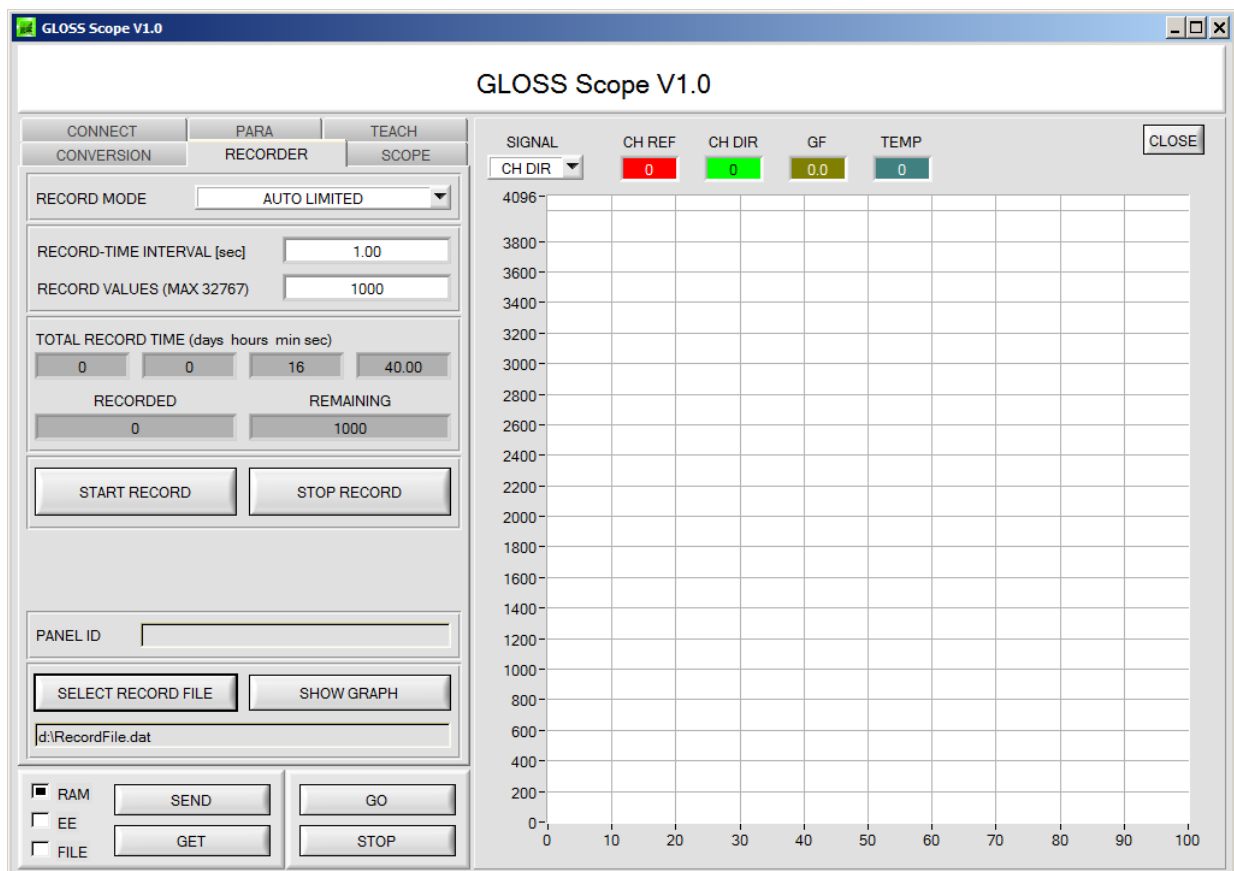 GLOSS Scope V1.0
GLOSS Scope V1.0
CONNECT PARA TEACH
CONVERSION RECORDER SCOPE
RECORD MODE AUTO LIMITED
RECORD-TIME INTERVAL [sec] 1.00
RECORD VALUES (MAX 32767) 1000
TOTAL RECORD TIME (days hours min sec)
0 0 16 40.00
RECORDED REMAINING
0 1000
START RECORD STOP RECORD
PANEL ID
SELECT RECORD FILE SHOW GRAPH
d:\RecordFile.dat
RAM
EE
FILE
SEND
GET
GO
STOP
SIGNAL CH REF CH DIR GF TEMP
CLOSE
CH DIR 0 0 0.0 0
4096
3800
3600
3400
3200
3000
2800
2600
2400
2200
2000
1800
1600
1400
1200
1000
800
600
400
200
0
0 10 20 30 40 50 60 70 80 90 100